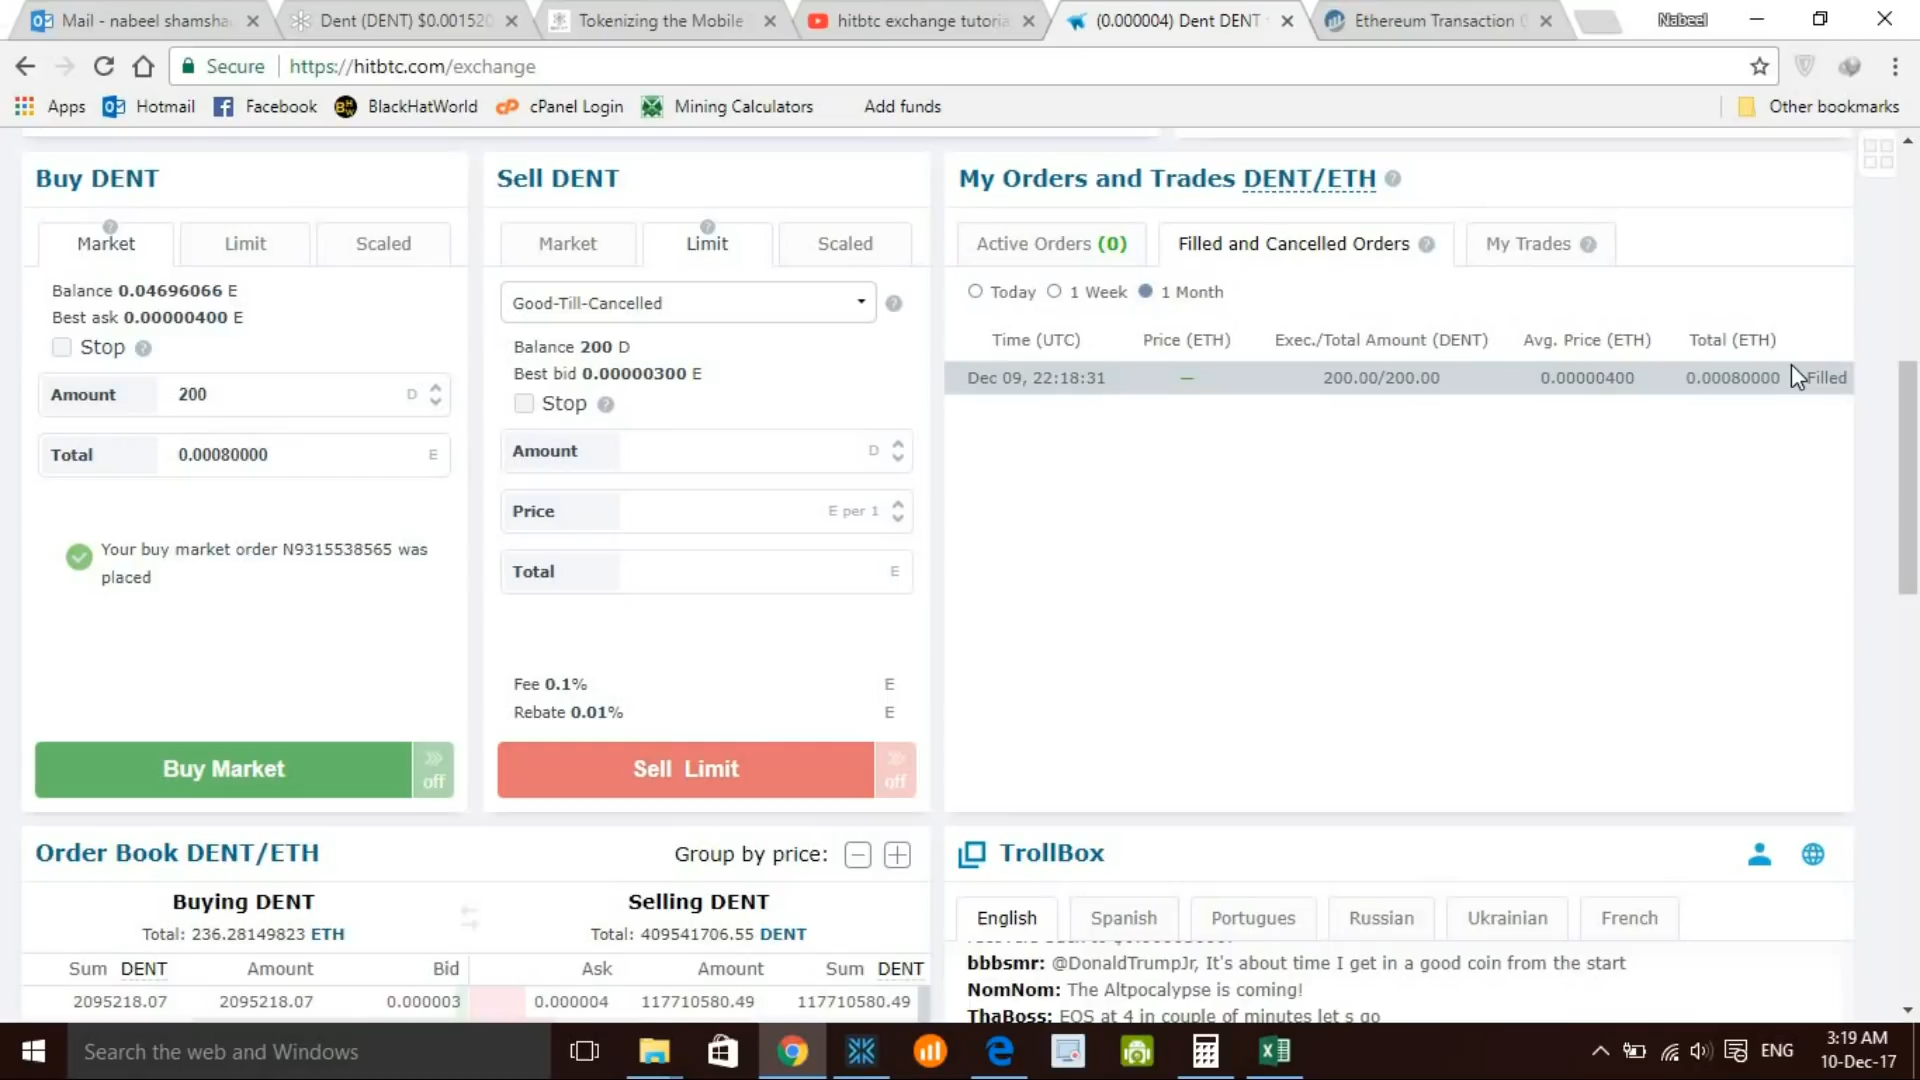 Mail - nabeel shamsha
Dent (DENT) $0.001520
Tokenizing the Mobile
hitbtc exchange tutoria
(0.000004) Dent DENT
Ethereum Transaction
Nabeel
Secure https://hitbtc.com/exchange
Apps Hotmail Facebook BlackHatWorld cPanel Login Mining Calculators Add funds Other bookmarks
Buy DENT
Market Limit Scaled
Balance 0.04696066 E
Best ask 0.00000400 E
Stop
Amount 200 D
Total 0.00080000 E
Your buy market order N9315538565 was
placed
Buy Market off
Sell DENT
Market Limit Scaled
Good-Till-Cancelled
Balance 200 D
Best bid 0.00000300 E
Stop
Amount D
Price E per 1
Total E
Fee 0.1% E
Rebate 0.01% E
Sell Limit off
My Orders and Trades DENT/ETH
Active Orders (0) Filled and Cancelled Orders My Trades
Today 1 Week 1 Month
Time (UTC) Price (ETH) Exec./Total Amount (DENT) Avg. Price (ETH) Total (ETH)
Dec 09, 22:18:31 — 200.00/200.00 0.00000400 0.00080000 Filled
Order Book DENT/ETH Group by price:
Buying DENT Selling DENT
Total: 236.28149823 ETH Total: 409541706.55 DENT
Sum DENT Amount Bid Ask Amount Sum DENT
2095218.07 2095218.07 0.000003 0.000004 117710580.49 117710580.49
TrollBox
English Spanish Portugues Russian Ukrainian French
bbbsmr: @DonaldTrumpJr, It's about time I get in a good coin from the start
NomNom: The Altpocalypse is coming!
ThaBoss: EOS at 4 in couple of minutes let s go
Search the web and Windows
ENG
3:19 AM
10-Dec-17